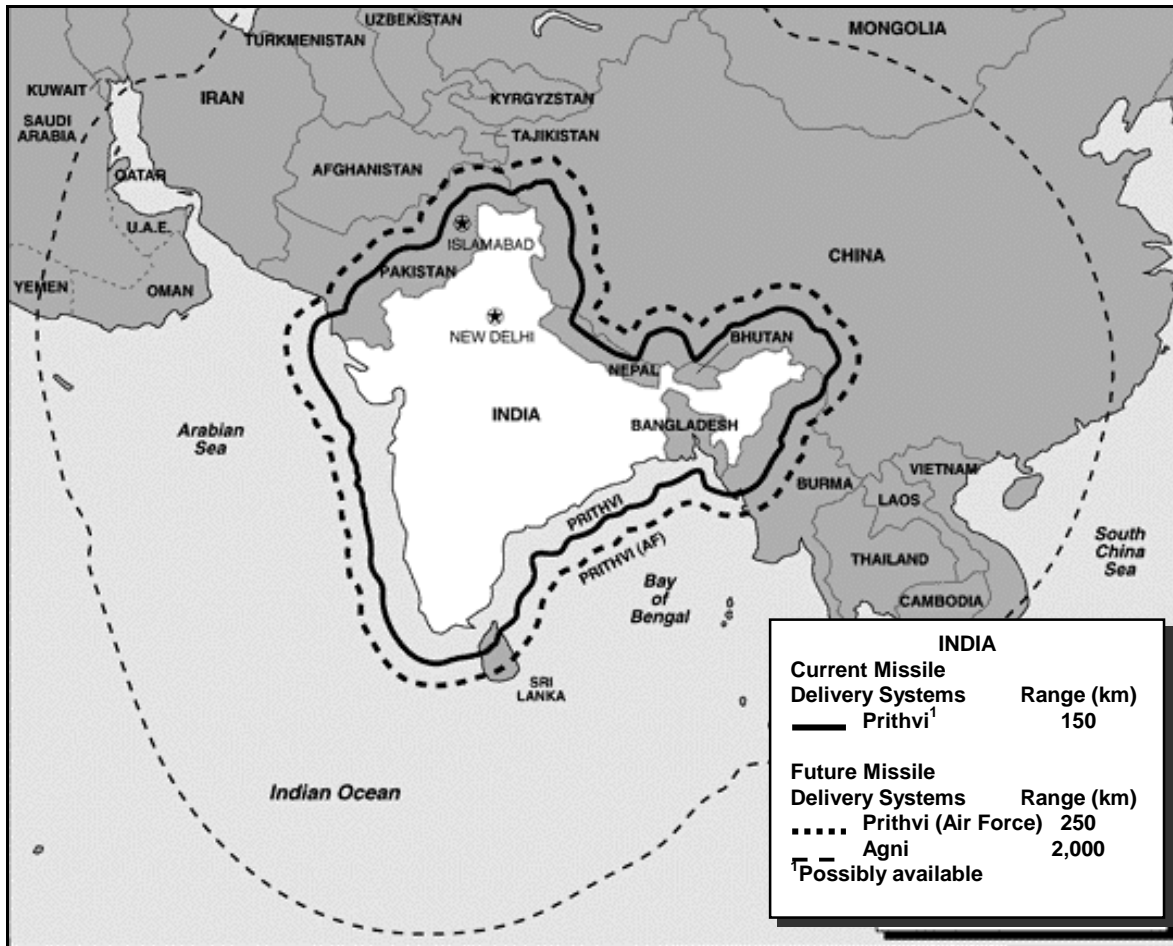 UZBEKISTAN
MONGOLIA
TURKMENISTAN
KUWAIT
IRAN
KYRGYZSTAN
SAUDI
ARABIA
TAJIKISTAN
AFGHANISTAN
QATAR
U.A.E.
ISLAMABAD
CHINA
PAKISTAN
YEMEN
OMAN
NEW DELHI
BHUTAN
NEPAL
INDIA
BANGLADESH
Arabian
Sea
VIETNAM
BURMA
LAOS
PRITHVI
PRITHVI (AF)
THAILAND
South
China
Sea
Bay
of
Bengal
CAMBODIA
SRI
LANKA
Indian Ocean
INDIA
Current Missile
Delivery Systems Range (km)
Prithvi1 150
Future Missile
Delivery Systems Range (km)
Prithvi (Air Force) 250
Agni 2,000
1Possibly available